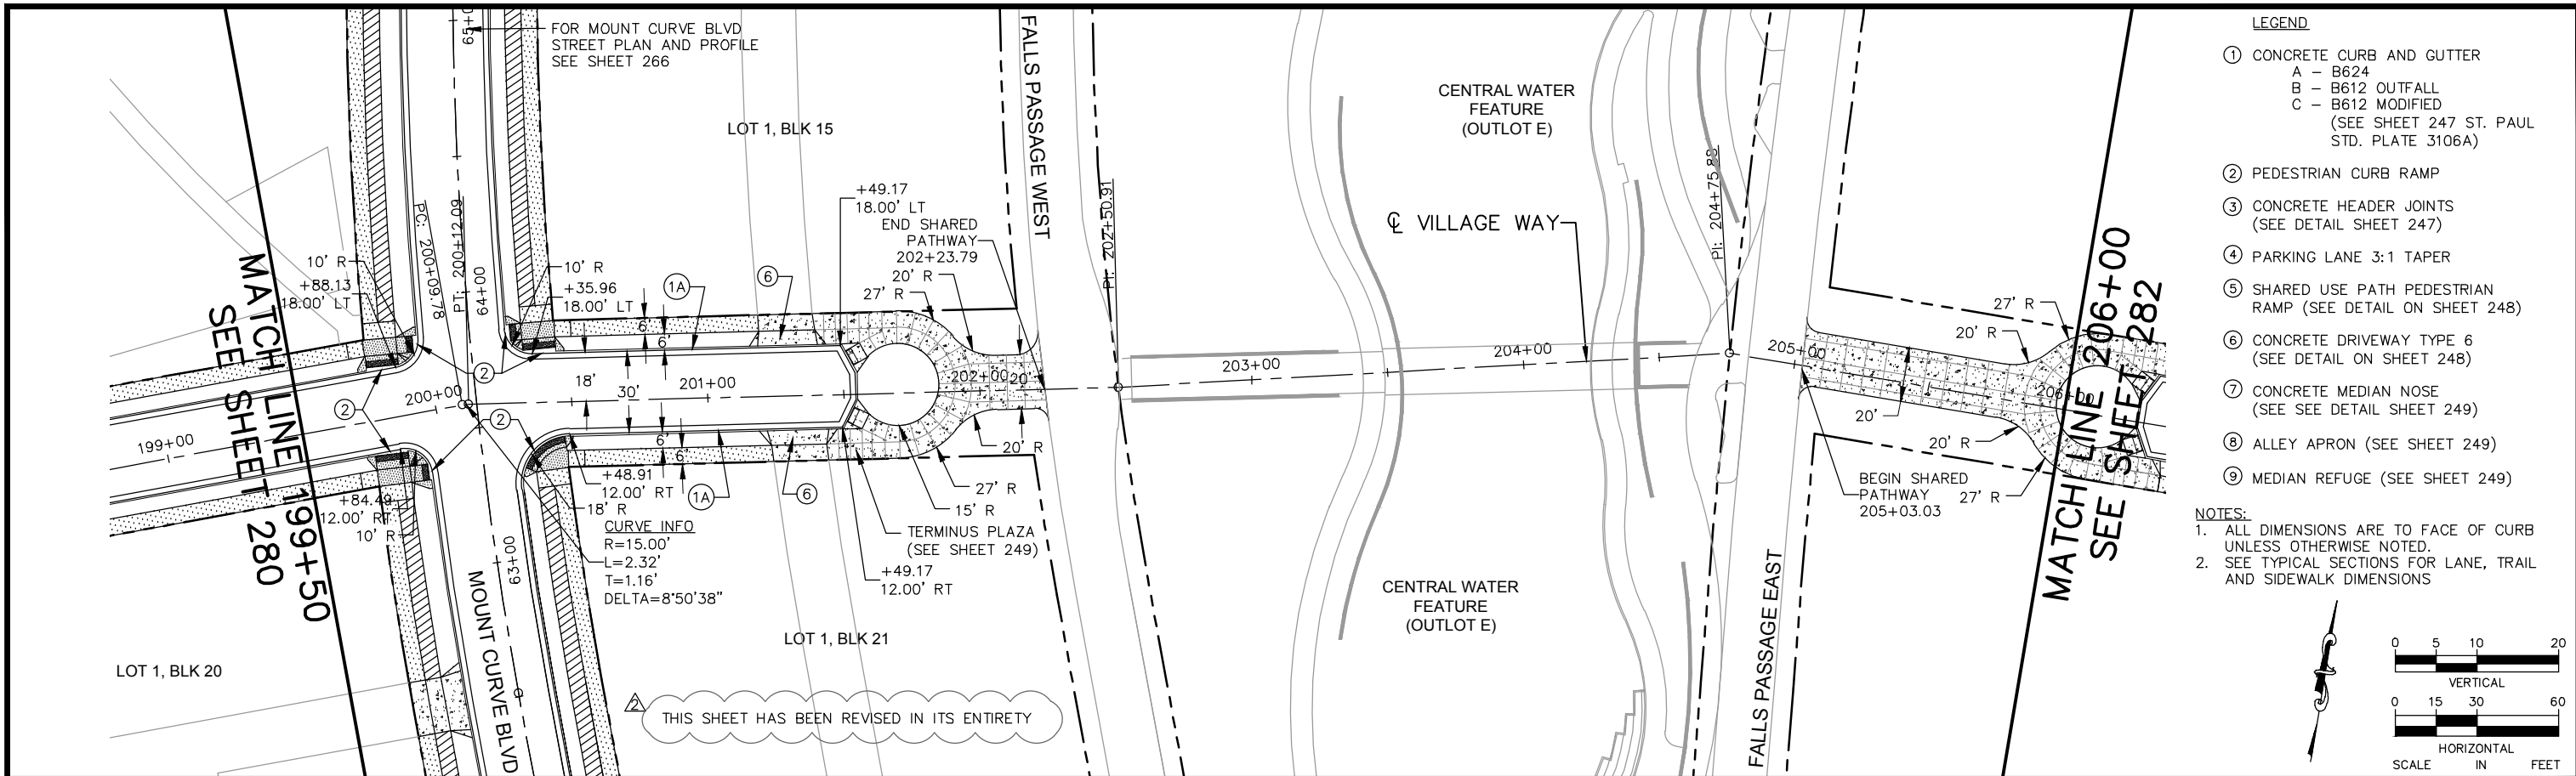 FOR MOUNT CURVE BLVD
STREET PLAN AND PROFILE
SEE SHEET 266
LOT 1, BLK 15
FALLS PASSAGE WEST
CENTRAL WATER
FEATURE
(OUTLOT E)
℄ VILLAGE WAY
+49.17
18.00' LT
END SHARED
PATHWAY
202+23.79
20' R
27' R
PI: 202+50.91
PI: 204+75.88
PC: 200+09.78
PT: 200+12.09
64+00
10' R
+88.13
18.00' LT
10' R
+35.96
18.00' LT
1A
6
6'
6'
MATCH LINE 199+50
SEE SHEET 280
2
2
2
199+00
200+00
18'
30'
201+00
202+00
20'
203+00
204+00
205+00
206+00
6'
6'
+84.49
12.00' RT
10' R
+48.91
12.00' RT
18' R
1A
6
CURVE INFO
R=15.00'
L=2.32'
T=1.16'
DELTA=8°50'38"
20' R
27' R
15' R
TERMINUS PLAZA
(SEE SHEET 249)
+49.17
12.00' RT
63+00
MOUNT CURVE BLVD
LOT 1, BLK 20
LOT 1, BLK 21
2
THIS SHEET HAS BEEN REVISED IN ITS ENTIRETY
CENTRAL WATER
FEATURE
(OUTLOT E)
FALLS PASSAGE EAST
27' R
20' R
20'
20' R
27' R
BEGIN SHARED
PATHWAY
205+03.03
MATCH LINE 206+00
SEE SHEET 282
LEGEND
1 CONCRETE CURB AND GUTTER
A - B624
B - B612 OUTFALL
C - B612 MODIFIED
(SEE SHEET 247 ST. PAUL
STD. PLATE 3106A)
2 PEDESTRIAN CURB RAMP
3 CONCRETE HEADER JOINTS
(SEE DETAIL SHEET 247)
4 PARKING LANE 3:1 TAPER
5 SHARED USE PATH PEDESTRIAN
RAMP (SEE DETAIL ON SHEET 248)
6 CONCRETE DRIVEWAY TYPE 6
(SEE DETAIL ON SHEET 248)
7 CONCRETE MEDIAN NOSE
(SEE SEE DETAIL SHEET 249)
8 ALLEY APRON (SEE SHEET 249)
9 MEDIAN REFUGE (SEE SHEET 249)
NOTES:
1. ALL DIMENSIONS ARE TO FACE OF CURB
UNLESS OTHERWISE NOTED.
2. SEE TYPICAL SECTIONS FOR LANE, TRAIL
AND SIDEWALK DIMENSIONS
0 5 10 20
VERTICAL
0 15 30 60
HORIZONTAL
SCALE IN FEET